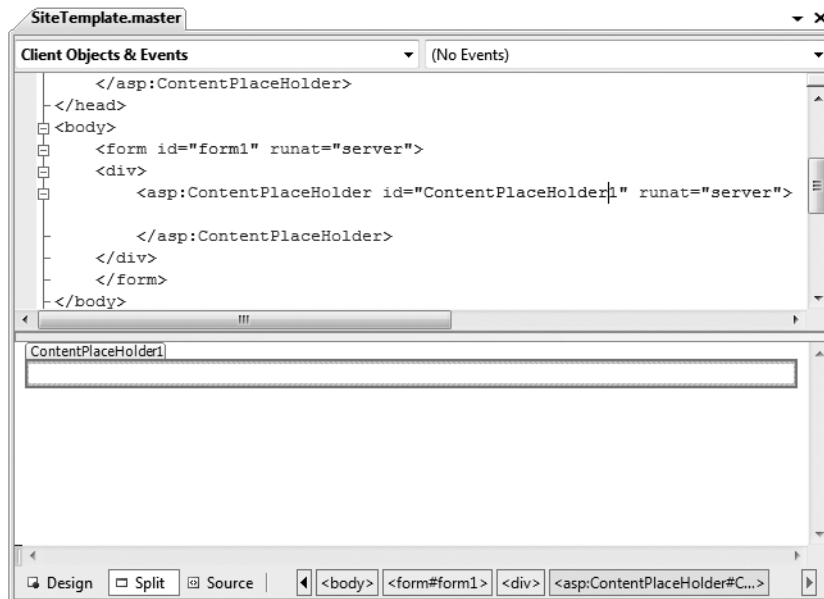 SiteTemplate.master
Client Objects & Events (No Events)
</asp:ContentPlaceHolder>
</head>
<body>
<form id="form1" runat="server">
<div>
<asp:ContentPlaceHolder id="ContentPlaceHolder1" runat="server">
</asp:ContentPlaceHolder>
</div>
</form>
</body>
ContentPlaceHolder1
Design Split Source <body> <form#form1> <div> <asp:ContentPlaceHolder#C...>